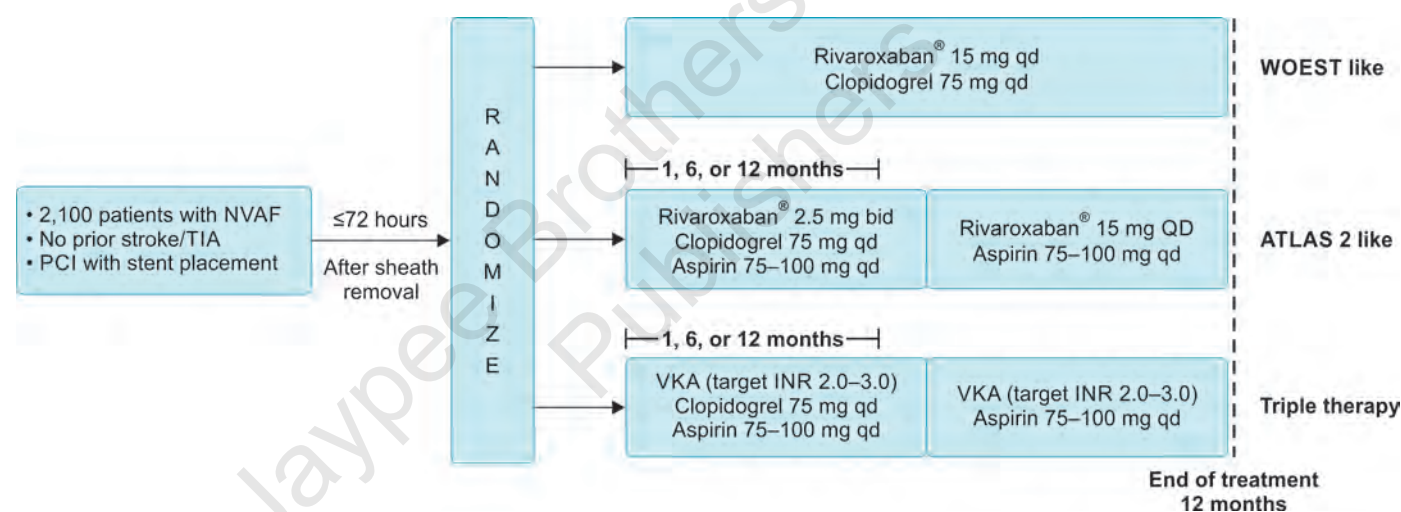 • 2,100 patients with NVAF
• No prior stroke/TIA
• PCI with stent placement
≤72 hours
After sheath
removal
R
A
N
D
O
M
I
Z
E
Rivaroxaban® 15 mg qd
Clopidogrel 75 mg qd
WOEST like
1, 6, or 12 months
Rivaroxaban® 2.5 mg bid
Clopidogrel 75 mg qd
Aspirin 75–100 mg qd
Rivaroxaban® 15 mg QD
Aspirin 75–100 mg qd
ATLAS 2 like
1, 6, or 12 months
VKA (target INR 2.0–3.0)
Clopidogrel 75 mg qd
Aspirin 75–100 mg qd
VKA (target INR 2.0–3.0)
Aspirin 75–100 mg qd
Triple therapy
End of treatment
12 months
Jaypee Brothers
Publishers